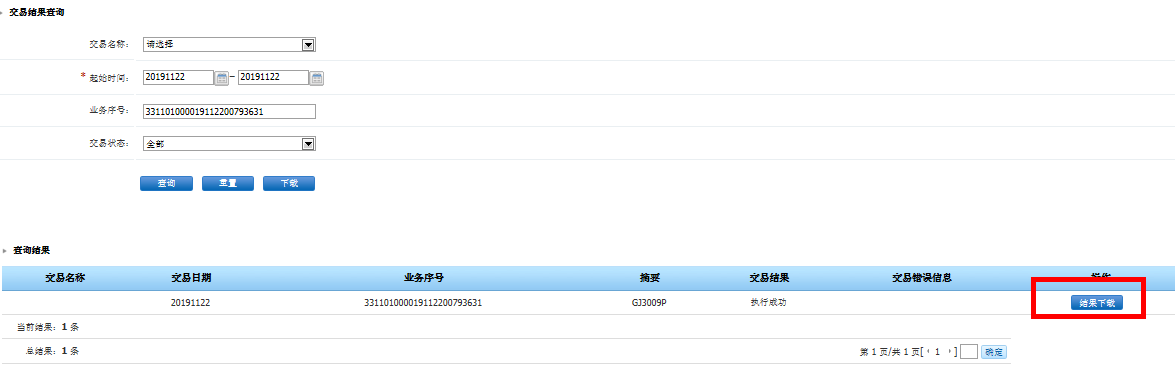 交易结果查询
交易名称： 请选择
* 起始时间： 20191122 – 20191122
业务序号： 331101000019112200793631
交易状态： 全部
查询 重置 下载
查询结果
交易名称 交易日期 业务序号 摘要 交易结果 交易错误信息 操作
20191122 331101000019112200793631 GJ3009P 执行成功 结果下载
当前结果：1 条
总结果：1 条 第 1 页/共 1 页[ ‹ 1 › ] 确定